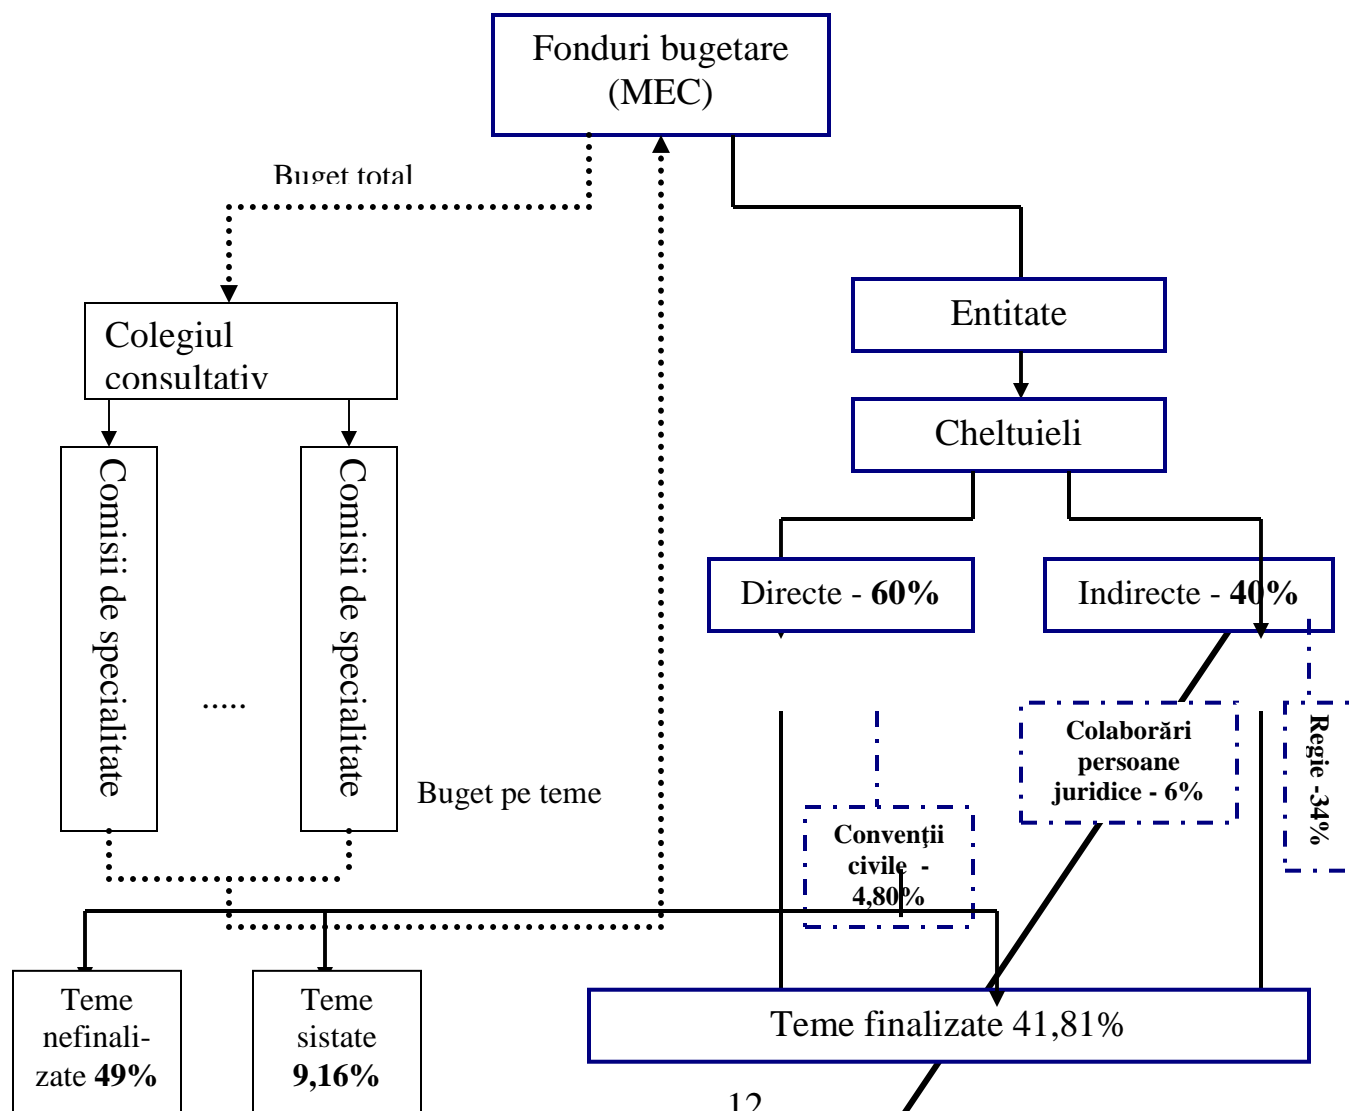 Fonduri bugetare
(MEC)
Buget total
Entitate
Colegiul
consultativ
Cheltuieli
Comisii de specialitate
Comisii de specialitate
.....
Directe - 60%
Indirecte - 40%
Colaborări
persoane
juridice - 6%
Regie -34%
Buget pe teme
Convenţii
civile -
4,80%
Teme
nefinali-
zate 49%
Teme
sistate
9,16%
Teme finalizate 41,81%
12